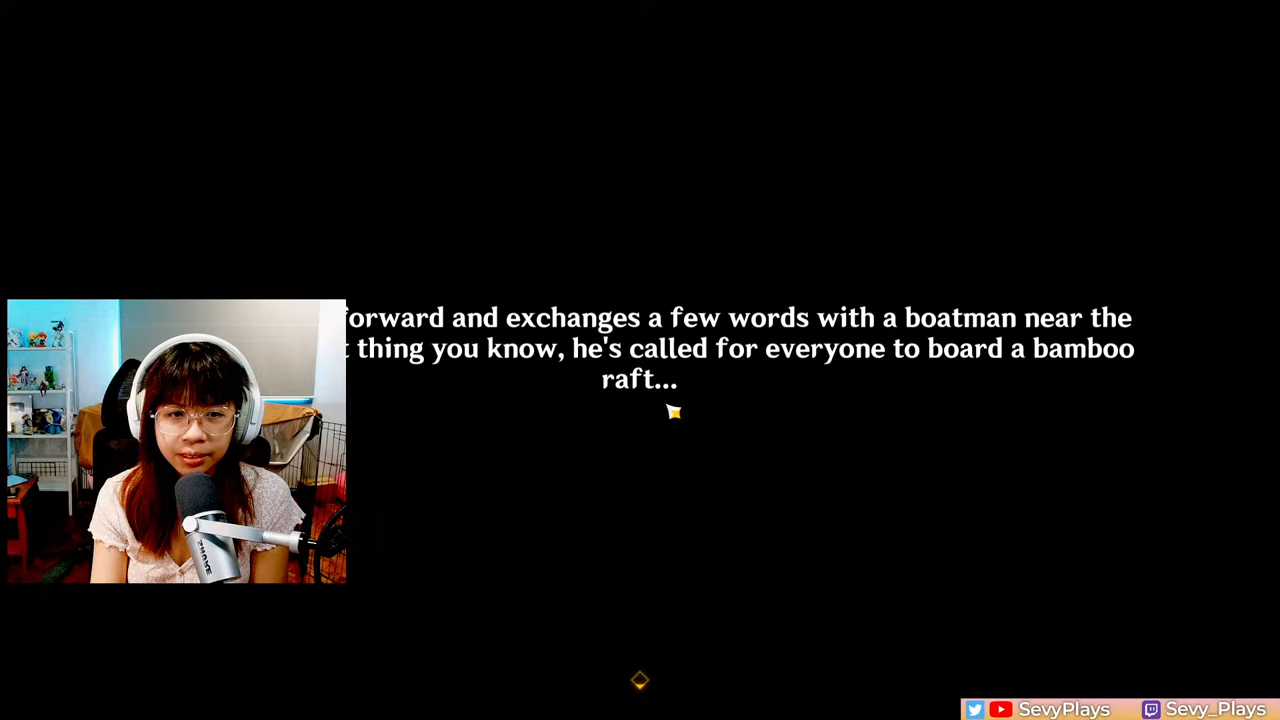 forward and exchanges a few words with a boatman near the
thing you know, he's called for everyone to board a bamboo
raft...
SevyPlays Sevy_Plays